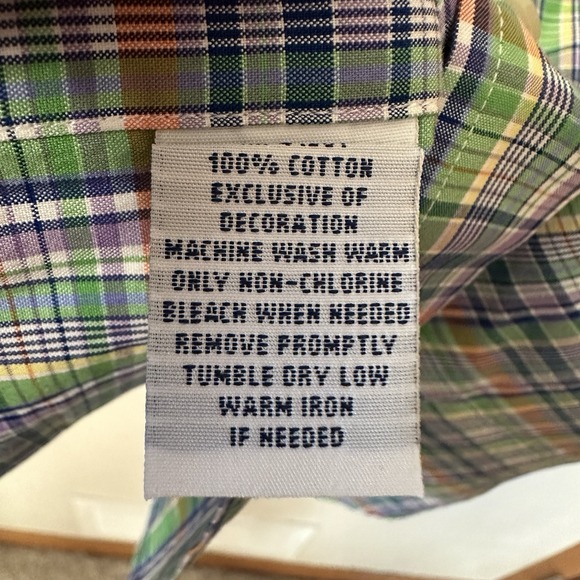 100% COTTON
EXCLUSIVE OF
DECORATION
MACHINE WASH WARM
ONLY NON-CHLORINE
BLEACH WHEN NEEDED
REMOVE PROMPTLY
TUMBLE DRY LOW
WARM IRON
IF NEEDED